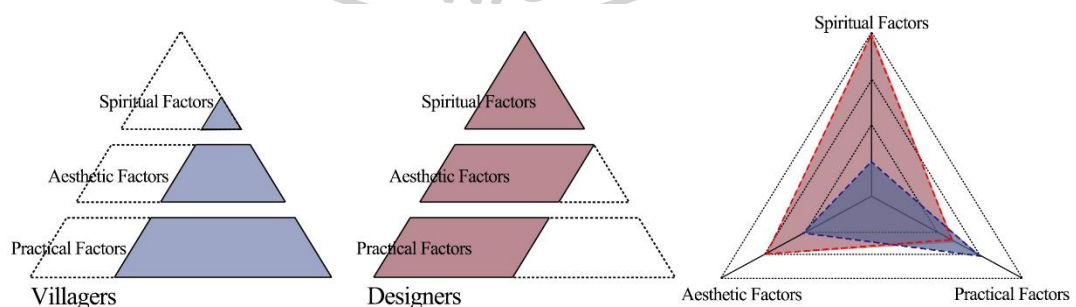 Spiritual Factors
Aesthetic Factors
Practical Factors
Villagers
Spiritual Factors
Aesthetic Factors
Practical Factors
Designers
Spiritual Factors
Aesthetic Factors
Practical Factors